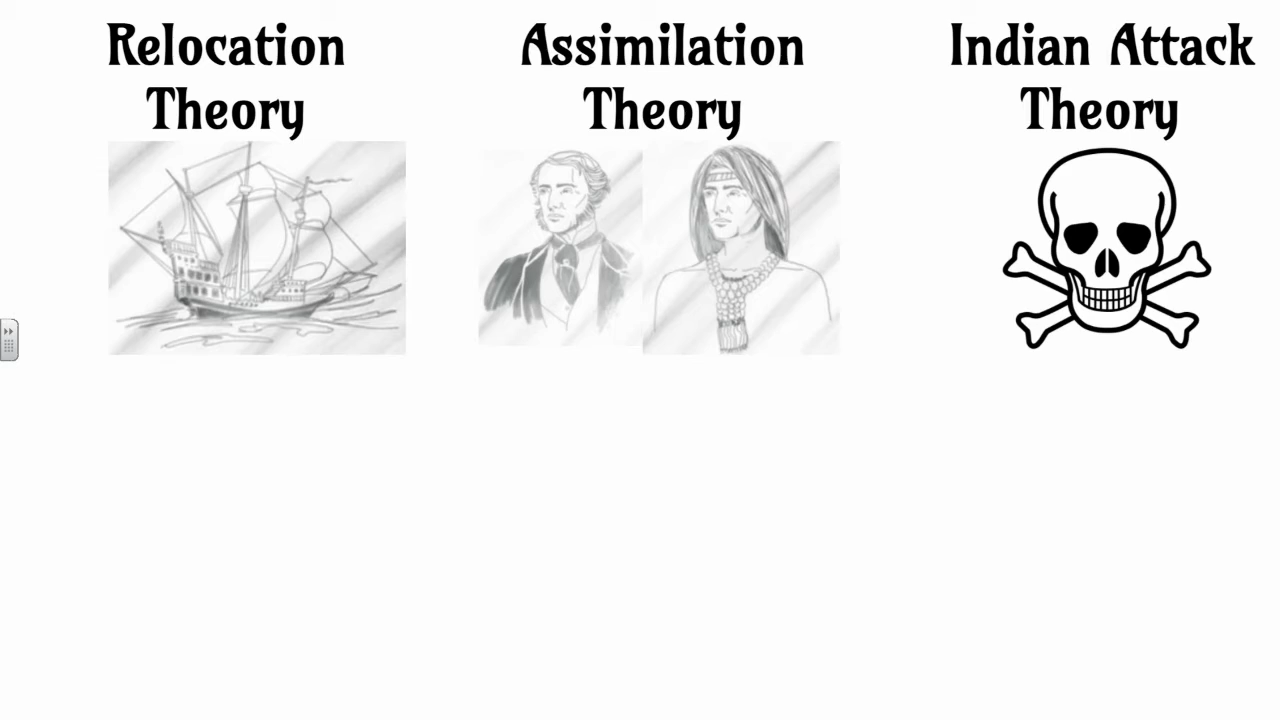 Relocation
Theory
Assimilation
Theory
Indian Attack
Theory